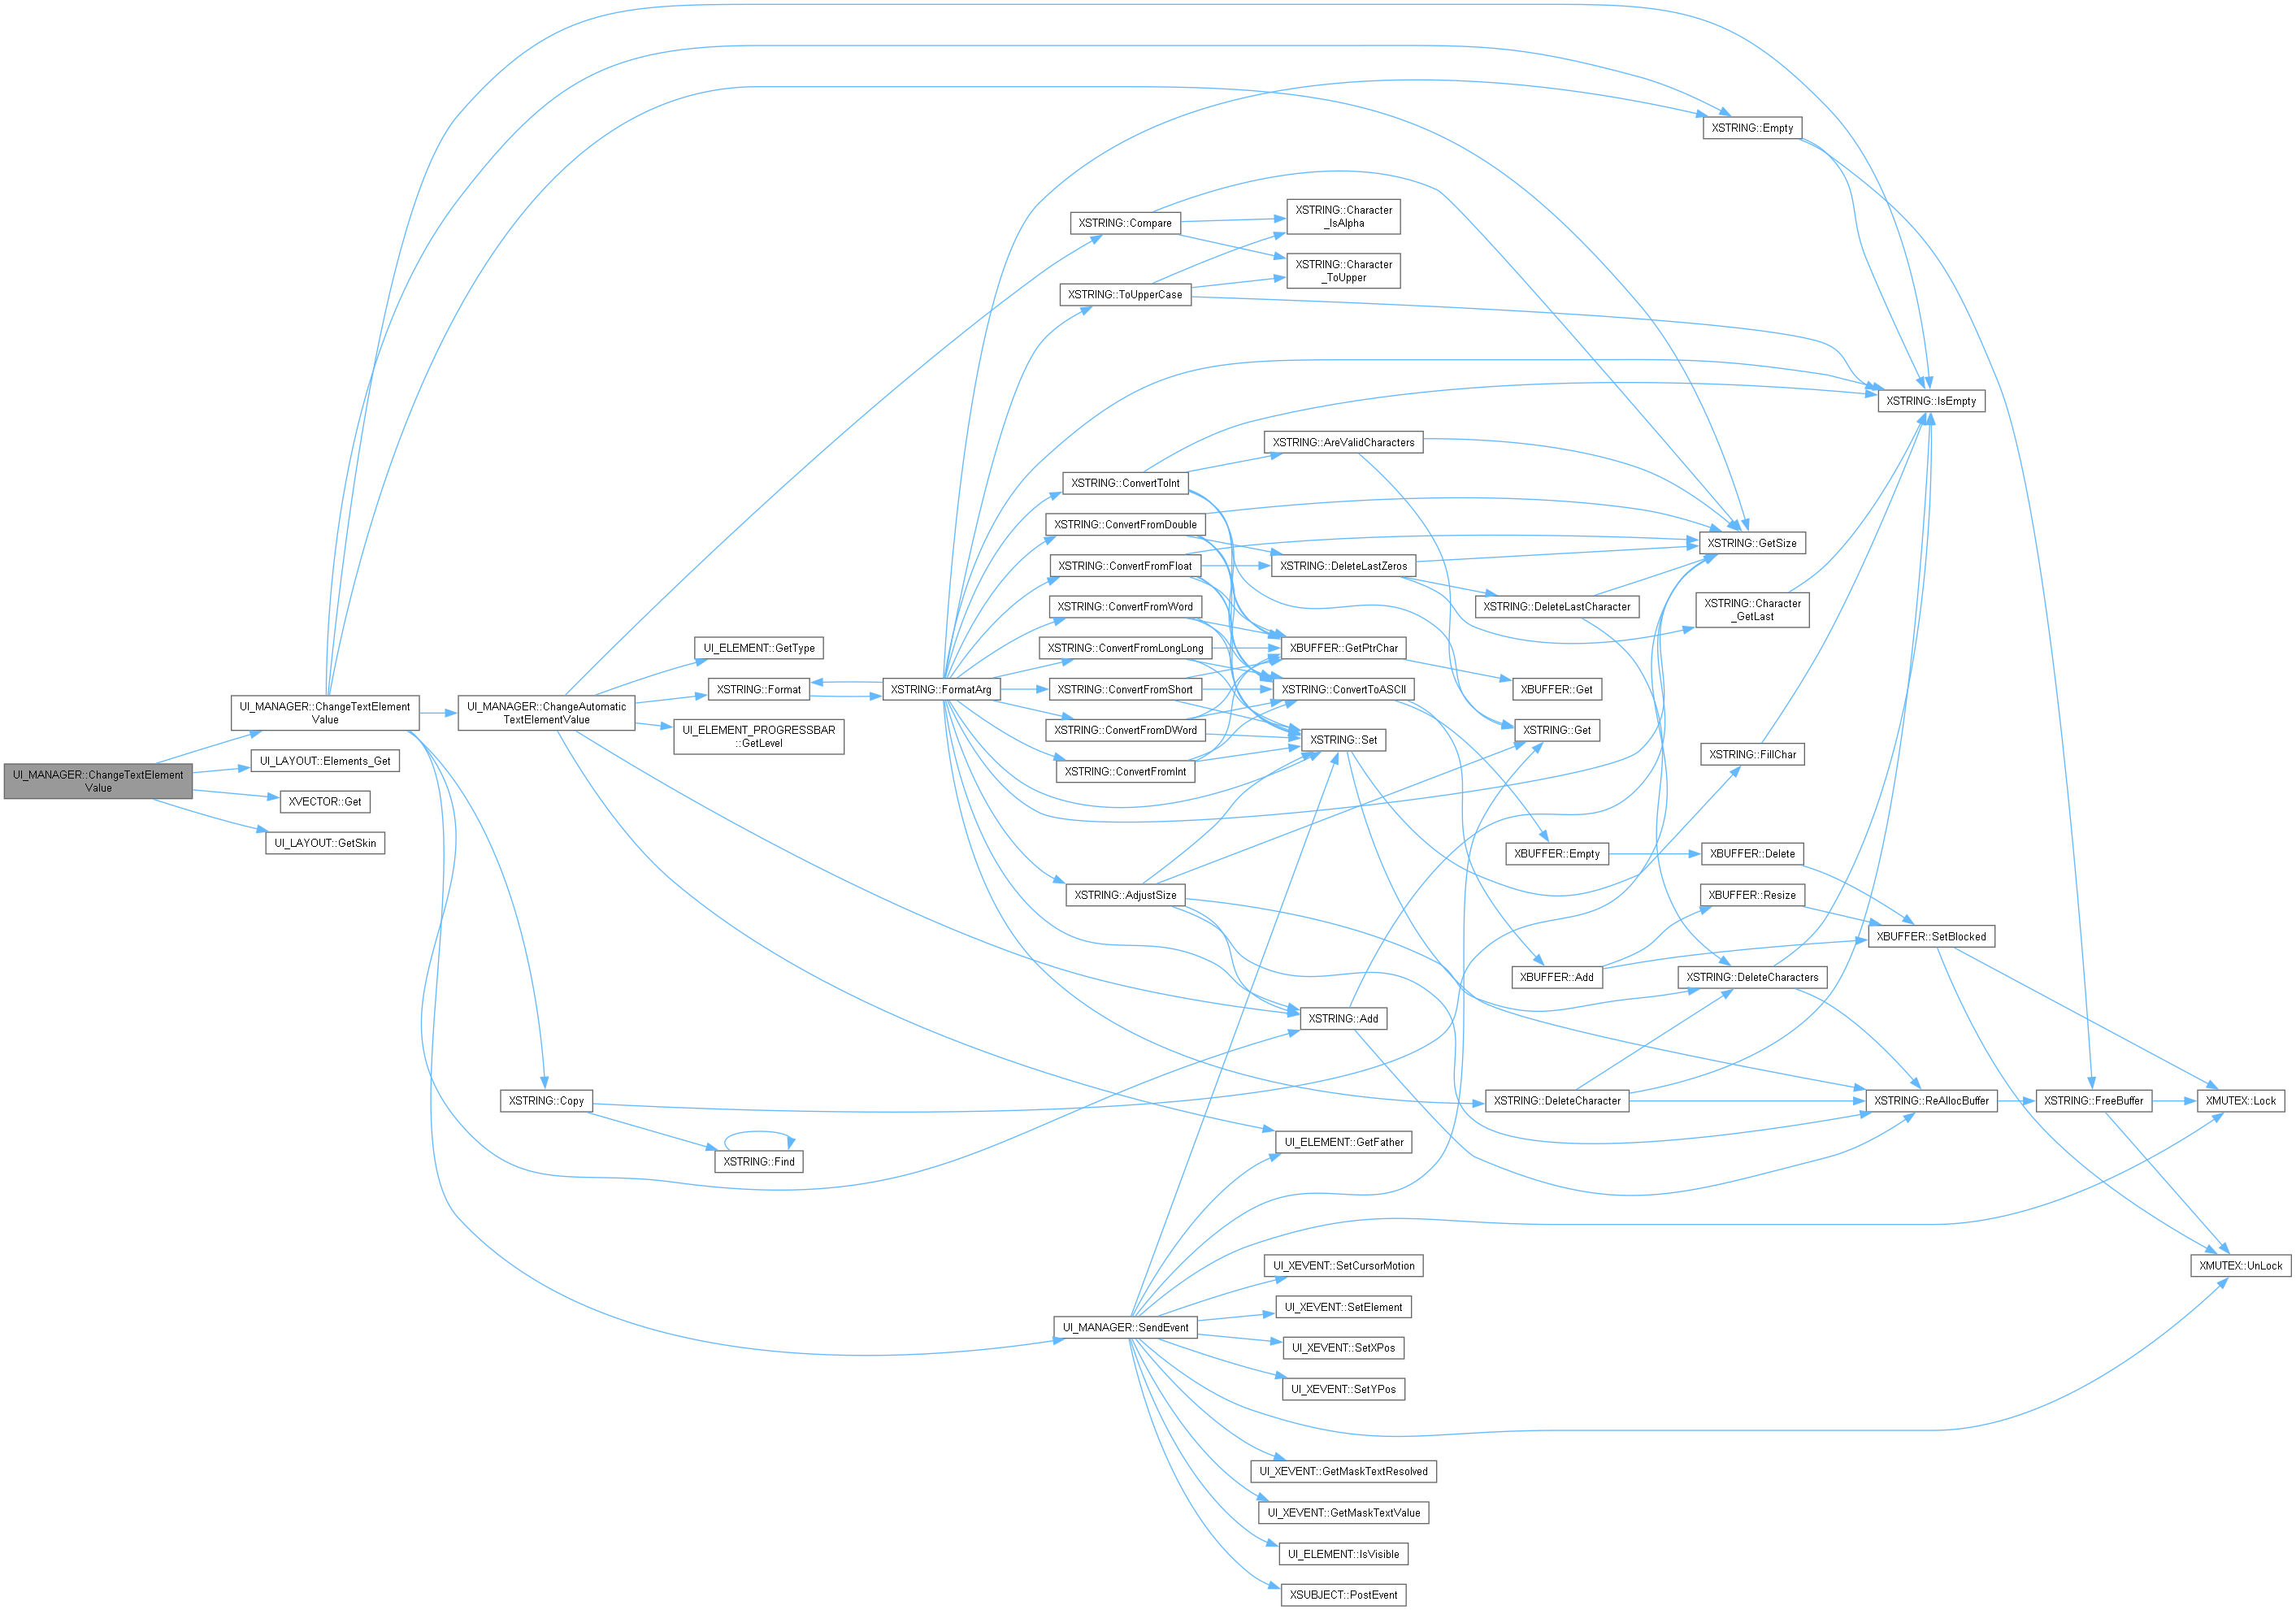 UI_MANAGER::ChangeTextElement
Value
UI_MANAGER::ChangeTextElement
Value
UI_LAYOUT::Elements_Get
XVECTOR::Get
UI_LAYOUT::GetSkin
UI_MANAGER::ChangeAutomatic
TextElementValue
XSTRING::Copy
UI_ELEMENT::GetType
XSTRING::Format
UI_ELEMENT_PROGRESSBAR
::GetLevel
XSTRING::Find
XSTRING::FormatArg
XSTRING::Compare
XSTRING::ToUpperCase
XSTRING::ConvertToInt
XSTRING::ConvertFromDouble
XSTRING::ConvertFromFloat
XSTRING::ConvertFromWord
XSTRING::ConvertFromLongLong
XSTRING::ConvertFromShort
XSTRING::ConvertFromDWord
XSTRING::ConvertFromInt
XSTRING::AdjustSize
UI_MANAGER::SendEvent
XSTRING::Character
_IsAlpha
XSTRING::Character
_ToUpper
XSTRING::AreValidCharacters
XSTRING::DeleteLastZeros
XBUFFER::GetPtrChar
XSTRING::ConvertToASCII
XSTRING::Set
XSTRING::Add
UI_ELEMENT::GetFather
UI_XEVENT::SetCursorMotion
UI_XEVENT::SetElement
UI_XEVENT::SetXPos
UI_XEVENT::SetYPos
UI_XEVENT::GetMaskTextResolved
UI_XEVENT::GetMaskTextValue
UI_ELEMENT::IsVisible
XSUBJECT::PostEvent
XSTRING::DeleteLastCharacter
XBUFFER::Get
XSTRING::Get
XBUFFER::Empty
XBUFFER::Add
XSTRING::DeleteCharacter
XSTRING::Empty
XSTRING::GetSize
XSTRING::Character
_GetLast
XSTRING::FillChar
XBUFFER::Delete
XBUFFER::Resize
XSTRING::DeleteCharacters
XSTRING::IsEmpty
XBUFFER::SetBlocked
XSTRING::ReAllocBuffer
XSTRING::FreeBuffer
XMUTEX::Lock
XMUTEX::UnLock